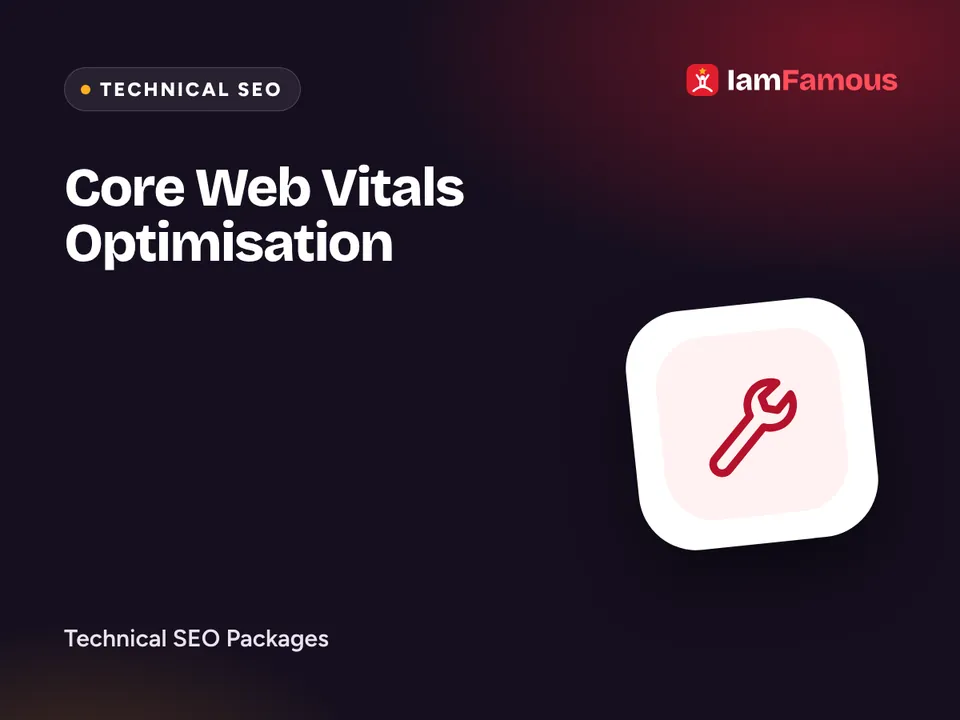 TECHNICAL SEO
IamFamous
Core Web Vitals
Optimisation
Technical SEO Packages